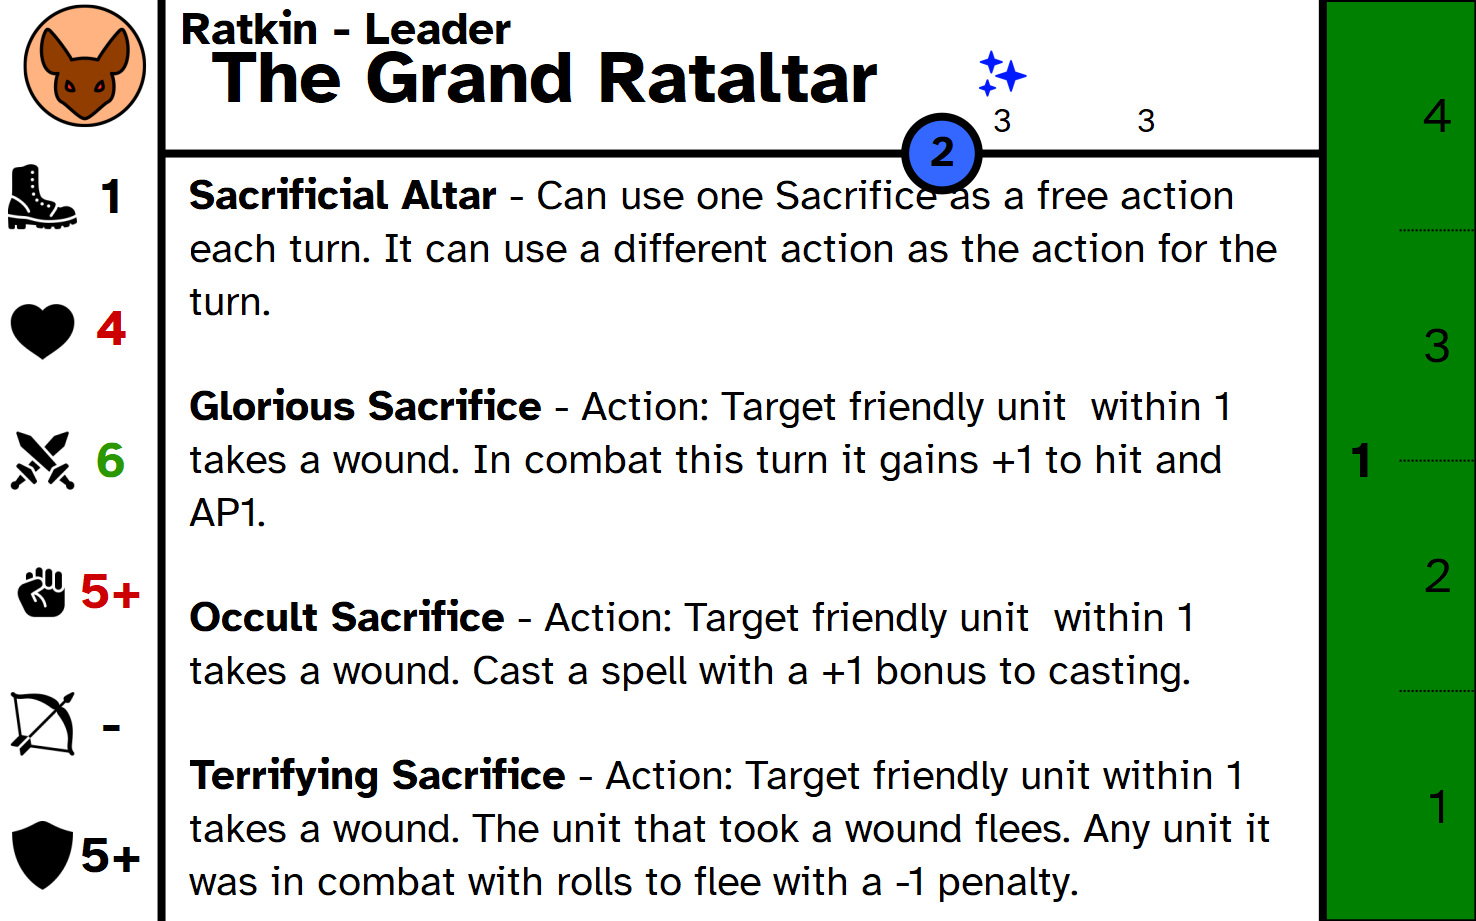 Ratkin - Leader
The Grand Rataltar
3 3
2
1
4
6
5+
-
5+
Sacrificial Altar - Can use one Sacrifice as a free action
each turn. It can use a different action as the action for the
turn.
Glorious Sacrifice - Action: Target friendly unit  within 1
takes a wound. In combat this turn it gains +1 to hit and
AP1.
Occult Sacrifice - Action: Target friendly unit  within 1
takes a wound. Cast a spell with a +1 bonus to casting.
Terrifying Sacrifice - Action: Target friendly unit within 1
takes a wound. The unit that took a wound flees. Any unit it
was in combat with rolls to flee with a -1 penalty.
1
4
3
2
1